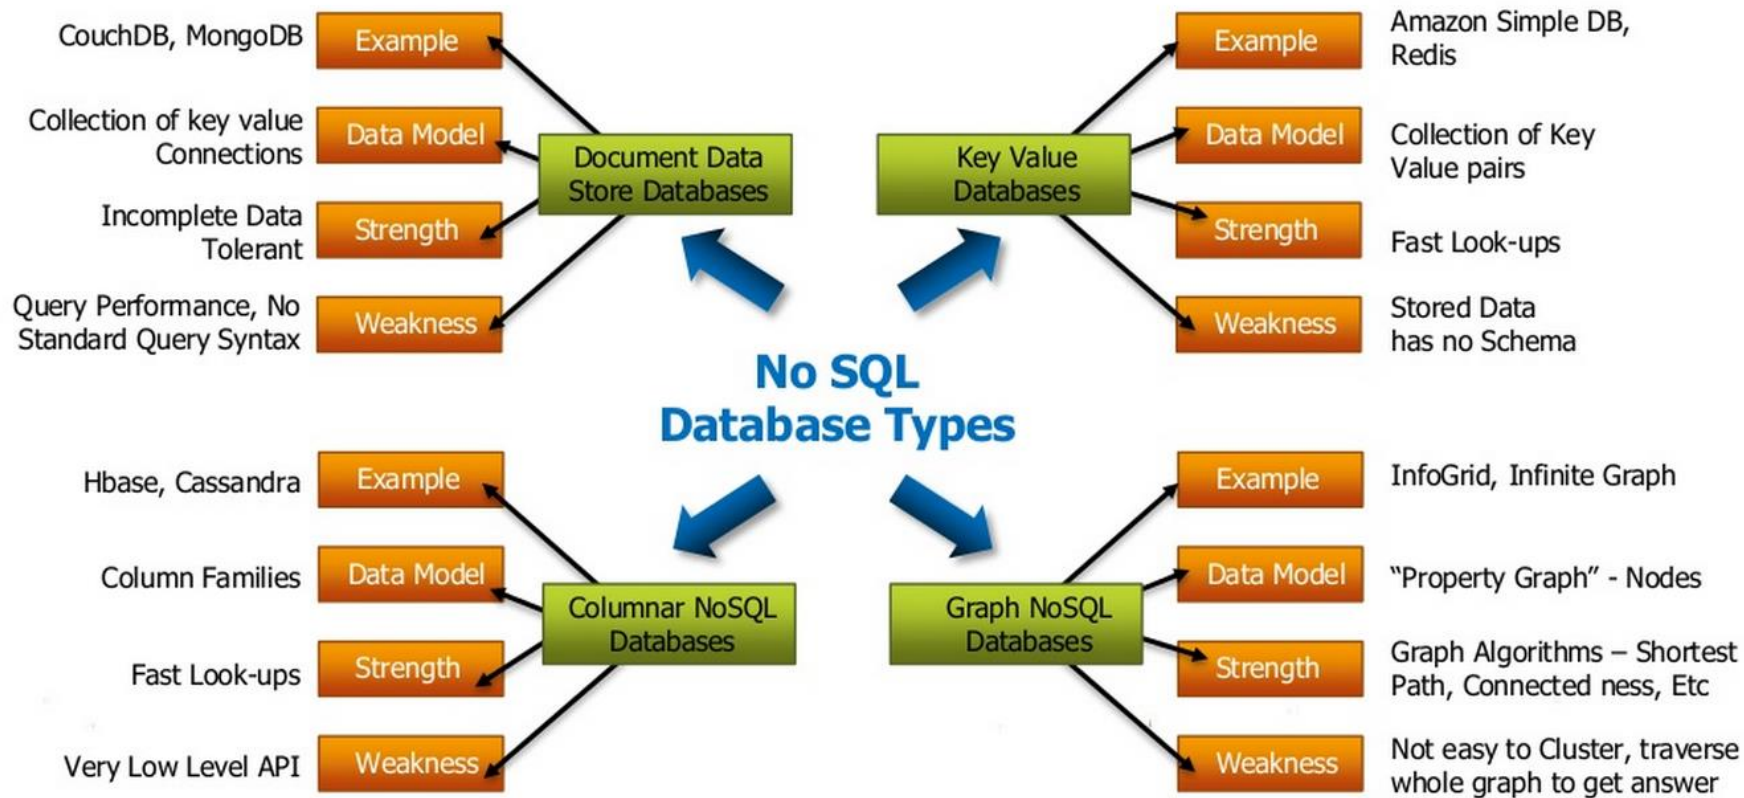 CouchDB, MongoDB
Example
Collection of key value
Connections
Data Model
Incomplete Data
Tolerant
Strength
Query Performance, No
Standard Query Syntax
Weakness
Document Data
Store Databases
Key Value
Databases
Example
Amazon Simple DB,
Redis
Data Model
Collection of Key
Value pairs
Strength
Fast Look-ups
Weakness
Stored Data
has no Schema
No SQL
Database Types
Hbase, Cassandra
Example
Column Families
Data Model
Fast Look-ups
Strength
Very Low Level API
Weakness
Columnar NoSQL
Databases
Graph NoSQL
Databases
Example
InfoGrid, Infinite Graph
Data Model
“Property Graph” - Nodes
Strength
Graph Algorithms – Shortest
Path, Connected ness, Etc
Weakness
Not easy to Cluster, traverse
whole graph to get answer